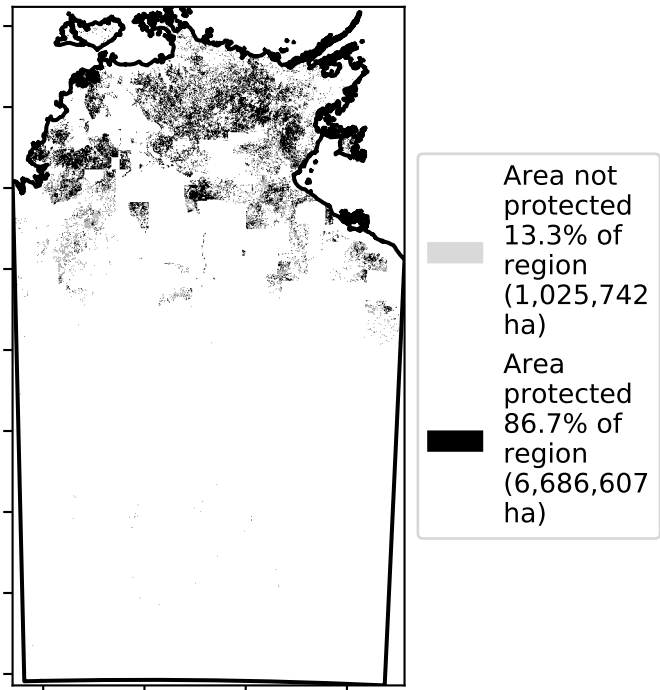 Area not
protected
13.3% of
region
(1,025,742
ha)
Area
protected
86.7% of
region
(6,686,607
ha)